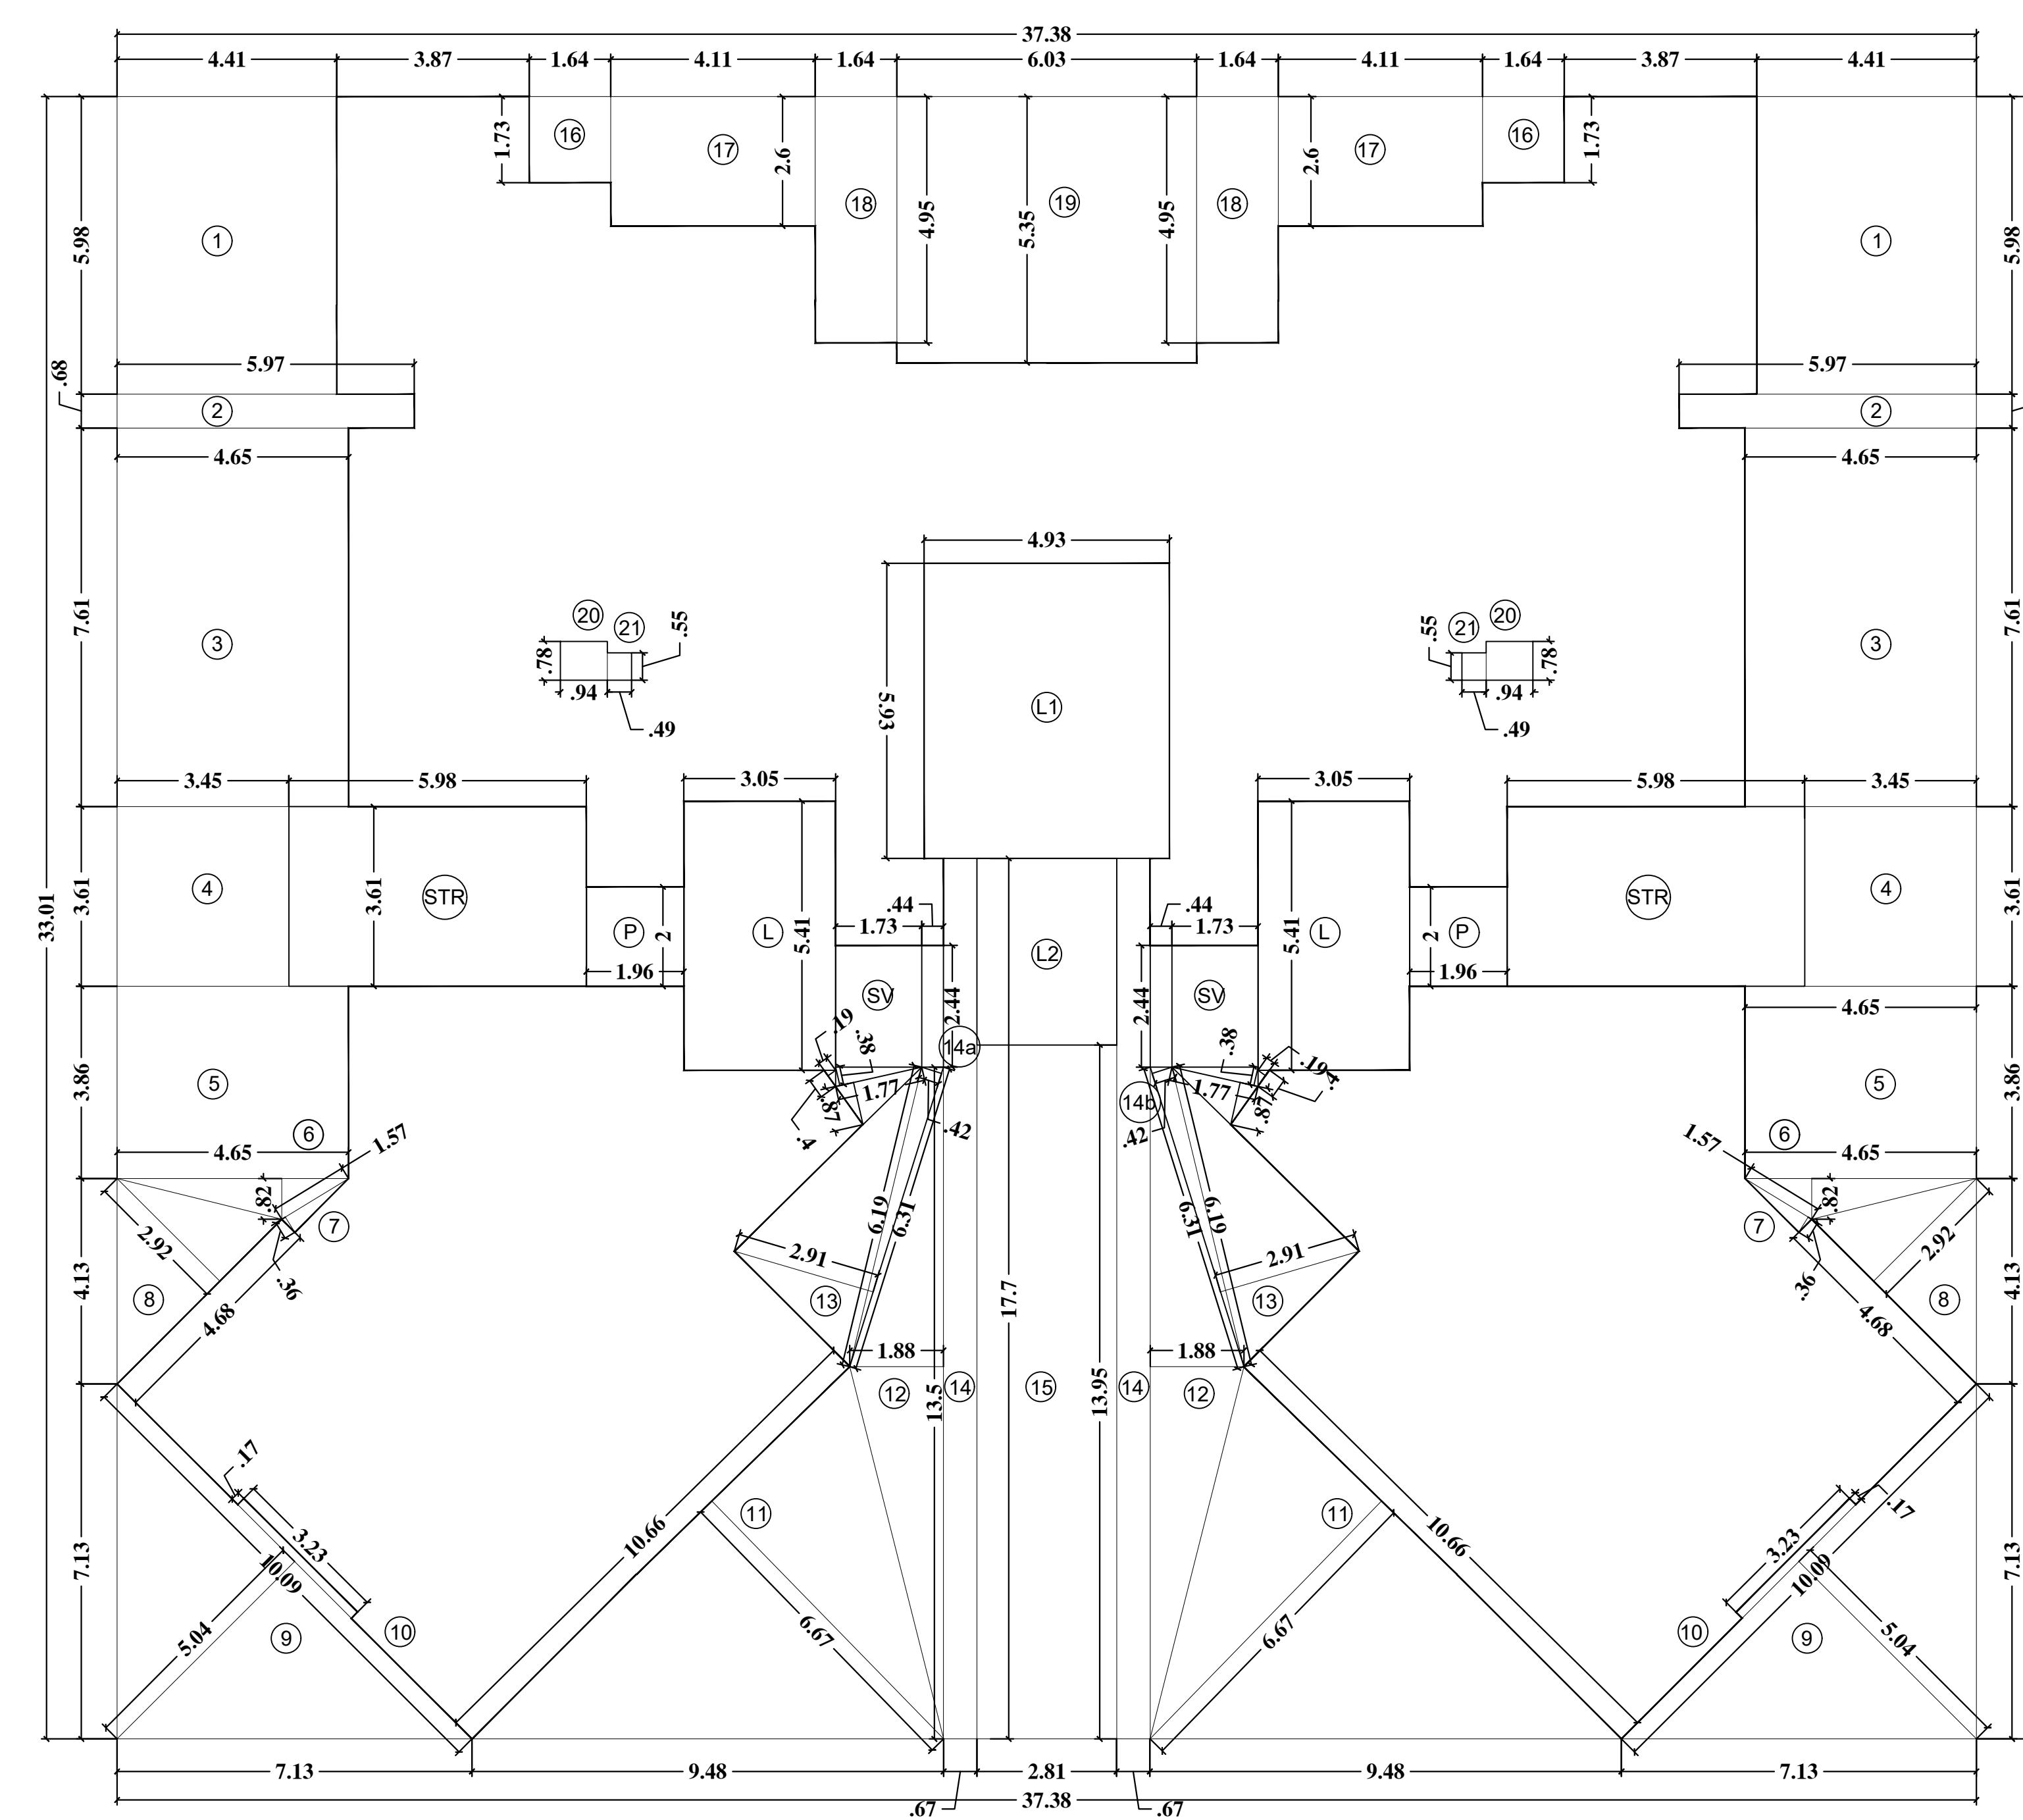 37.38
4.41 3.87 1.64 4.11 1.64 6.03 1.64 4.11 1.64 3.87 4.41
1.73 16 17 2.6 18 4.95 19 5.35 4.95 18 2.6 17 16 1.73
5.98 1 1 5.98
.68 5.97 5.97
2 2
4.65 4.65
4.93
7.61 3 3 7.61
20 21 .55 .55 21 20
.78 .94 .49 .78 .94 .49
5.93 L1
3.45 5.98 3.05 3.05 5.98 3.45
33.01 3.61 4 3.61 STR P 2 L 5.41 .44 1.73 L2 .44 1.73 5.41 L P 2 STR 4 3.61
1.96 1.96
SV 2.44 2.44 SV
4.65
3.86 5 .19 .38 14a .38 .19 5 3.86
1.77 .87 .4 .42 14b 1.77 .87 .4 .42
6 1.57 1.57 6
4.65 4.65
.82 7 7 .82
2.92 .36 6.19 6.31 6.31 6.19 .36 2.92
4.13 8 4.68 2.91 13 17.7 2.91 13 4.68 8 4.13
1.88 1.88
12 14 13.5 15 13.95 14 12
.17 11 11 .17
7.13 3.23 10.09 10.66 10.66 3.23 10.09 7.13
5.04 9 10 6.67 6.67 10 9 5.04
7.13 9.48 2.81 9.48 7.13
.67 37.38 .67